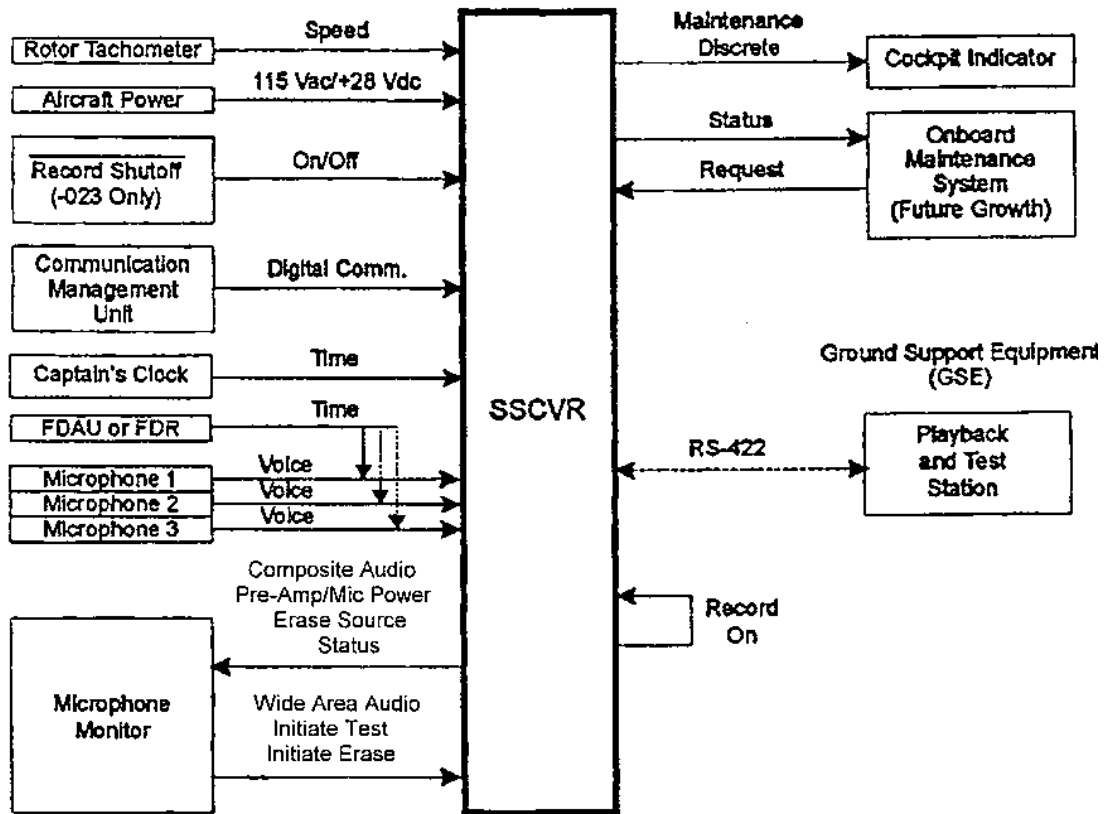 Rotor Tachometer
Speed
Aircraft Power
115 Vac/+28 Vdc
Record Shutoff
(-023 Only)
On/Off
Communication
Management
Unit
Digital Comm.
Captain's Clock
Time
FDAU or FDR
Time
Microphone 1
Voice
Microphone 2
Voice
Microphone 3
Voice
Composite Audio
Pre-Amp/Mic Power
Erase Source
Status
Microphone
Monitor
Wide Area Audio
Initiate Test
Initiate Erase
SSCVR
Maintenance
Discrete
Cockpit Indicator
Status
Request
Onboard
Maintenance
System
(Future Growth)
Ground Support Equipment
(GSE)
RS-422
Playback
and Test
Station
Record
On